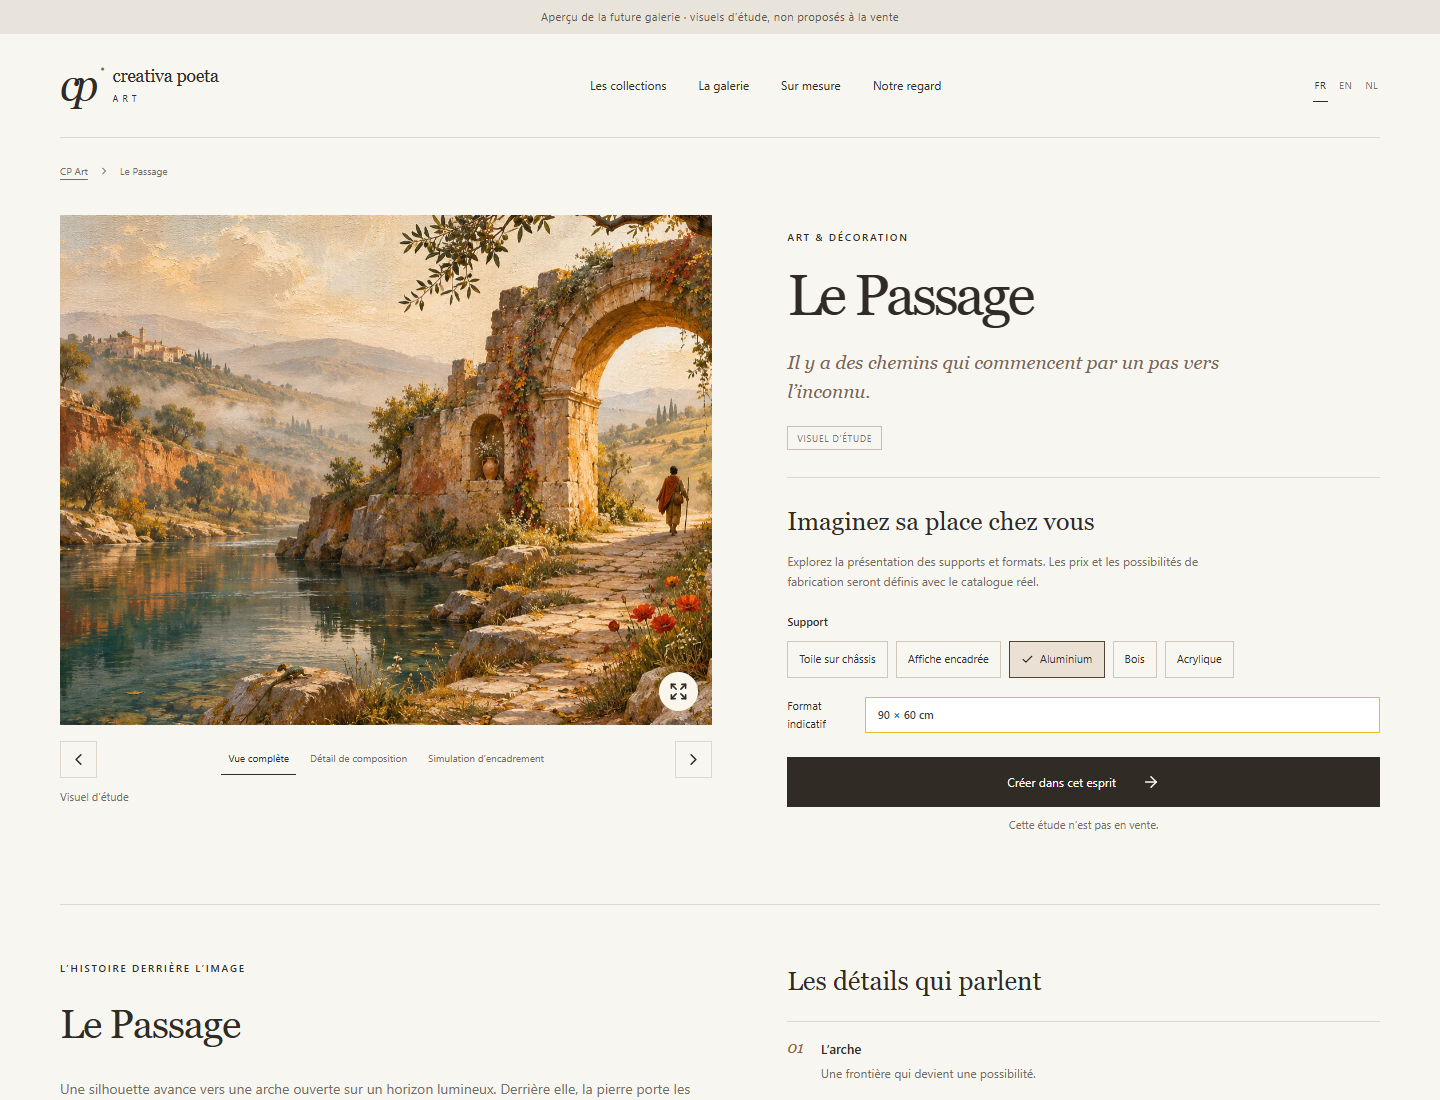 Aperçu de la future galerie · visuels d'étude, non proposés à la vente
cp
creativa poeta
ART
Les collections
La galerie
Sur mesure
Notre regard
FR
EN
NL
CP Art
Le Passage
ART & DÉCORATION
Le Passage
Il y a des chemins qui commencent par un pas vers
l'inconnu.
VISUEL D'ÉTUDE
Imaginez sa place chez vous
Explorez la présentation des supports et formats. Les prix et les possibilités de
fabrication seront définis avec le catalogue réel.
Support
Toile sur châssis
Affiche encadrée
Aluminium
Bois
Acrylique
Format
indicatif
90 × 60 cm
Vue complète
Détail de composition
Simulation d'encadrement
Visuel d'étude
Créer dans cet esprit
Cette étude n'est pas en vente.
L'HISTOIRE DERRIÈRE L'IMAGE
Le Passage
Une silhouette avance vers une arche ouverte sur un horizon lumineux. Derrière elle, la pierre porte les
Les détails qui parlent
01
L'arche
Une frontière qui devient une possibilité.